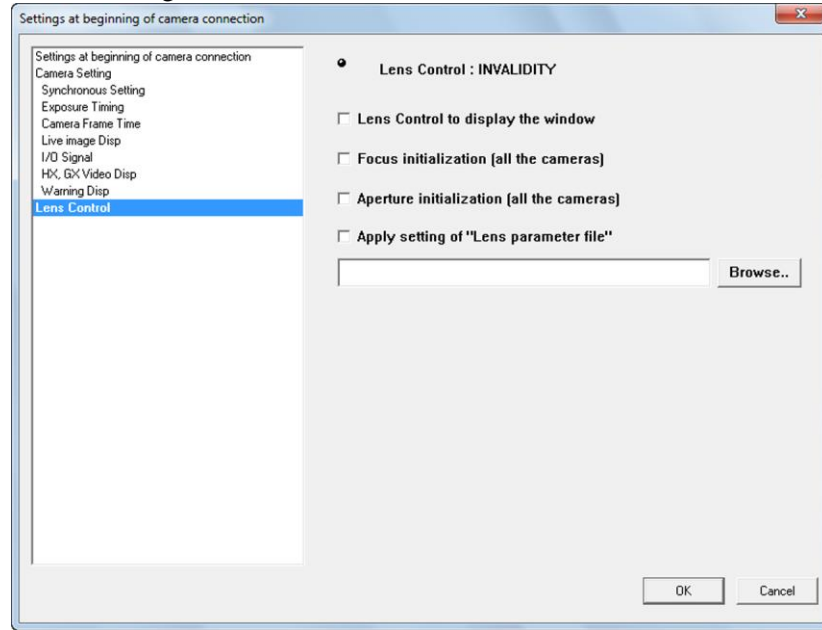 Settings at beginning of camera connection
Settings at beginning of camera connection
Camera Setting
Synchronous Setting
Exposure Timing
Camera Frame Time
Live image Disp
I/O Signal
HX, GX Video Disp
Warning Disp
Lens Control
Lens Control : INVALIDITY
Lens Control to display the window
Focus initialization (all the cameras)
Aperture initialization (all the cameras)
Apply setting of "Lens parameter file"
Browse..
OK Cancel